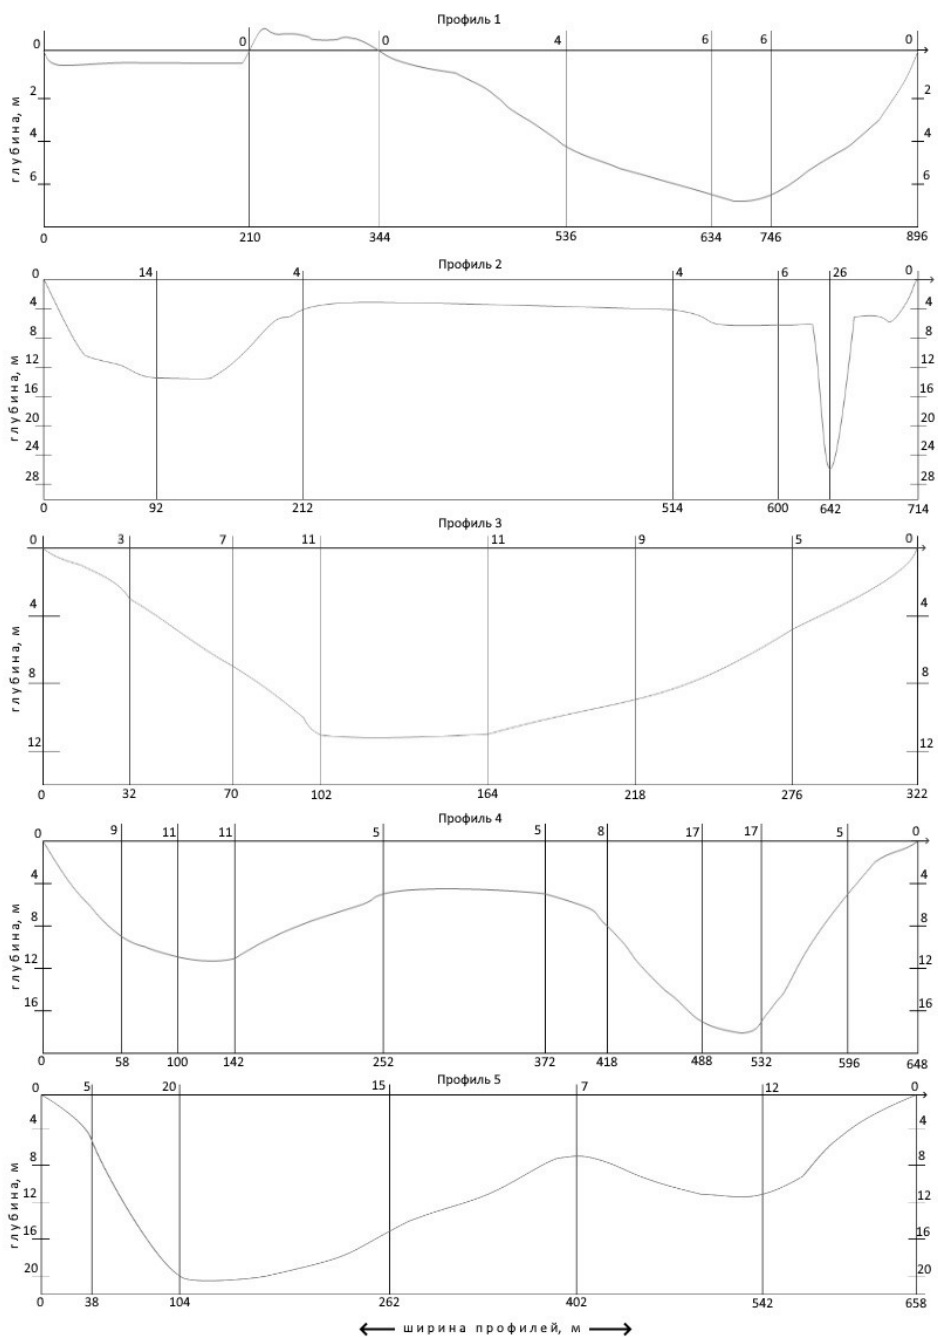 Профиль 1
0 0 0 4 6 6 0
2 2
4 4
6 6
глубина, м
0 210 344 536 634 746 896
Профиль 2
0 14 4 4 6 26 0
4 4
8 8
12 12
16 16
20 20
24 24
28 28
глубина, м
0 92 212 514 600 642 714
Профиль 3
0 3 7 11 11 9 5 0
4 4
8 8
12 12
глубина, м
0 32 70 102 164 218 276 322
Профиль 4
0 9 11 11 5 5 8 17 17 5 0
4 4
8 8
12 12
16 16
глубина, м
0 58 100 142 252 372 418 488 532 596 648
Профиль 5
0 5 20 15 7 12 0
4 4
8 8
12 12
16 16
20 20
глубина, м
0 38 104 262 402 542 658
ширина профилей, м